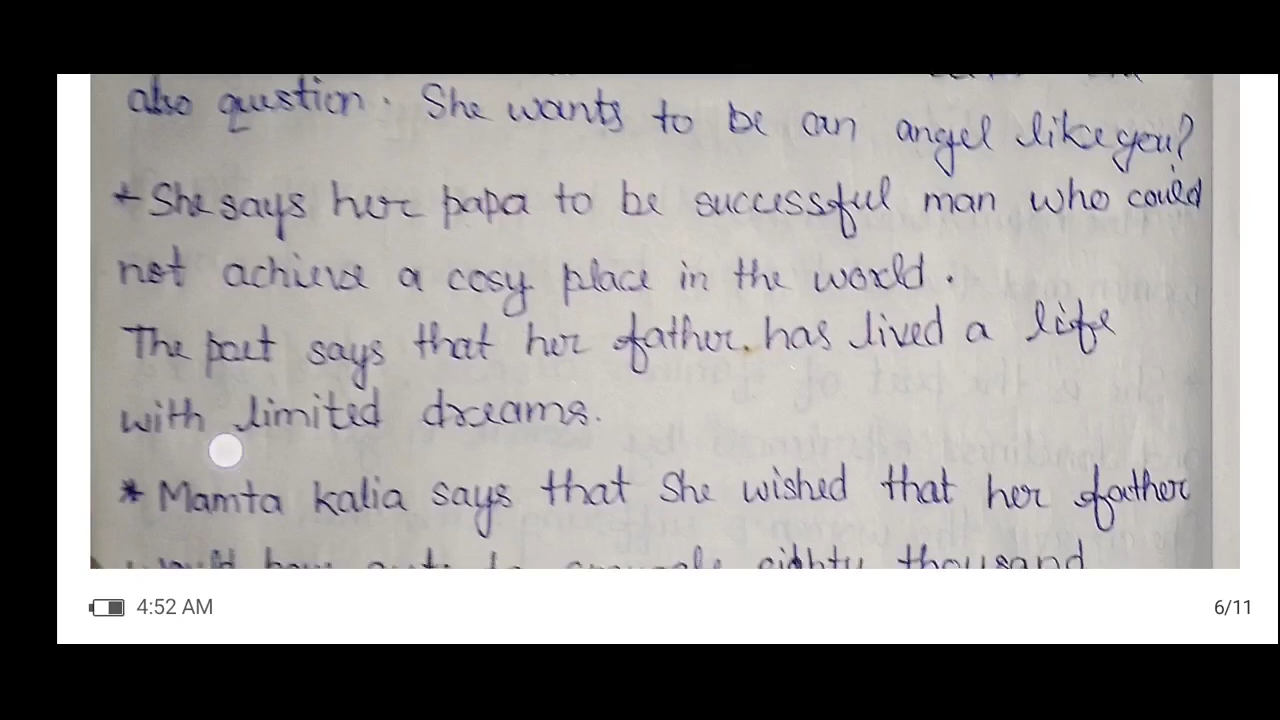 also question. She wants to be an angel like you?
* She says her papa to be successful man who could
not achieve a cosy place in the world.
The poet says that her father has lived a life
with limited dreams.
* Mamta kalia says that She wished that her father
eighty thousand
4:52 AM
6/11